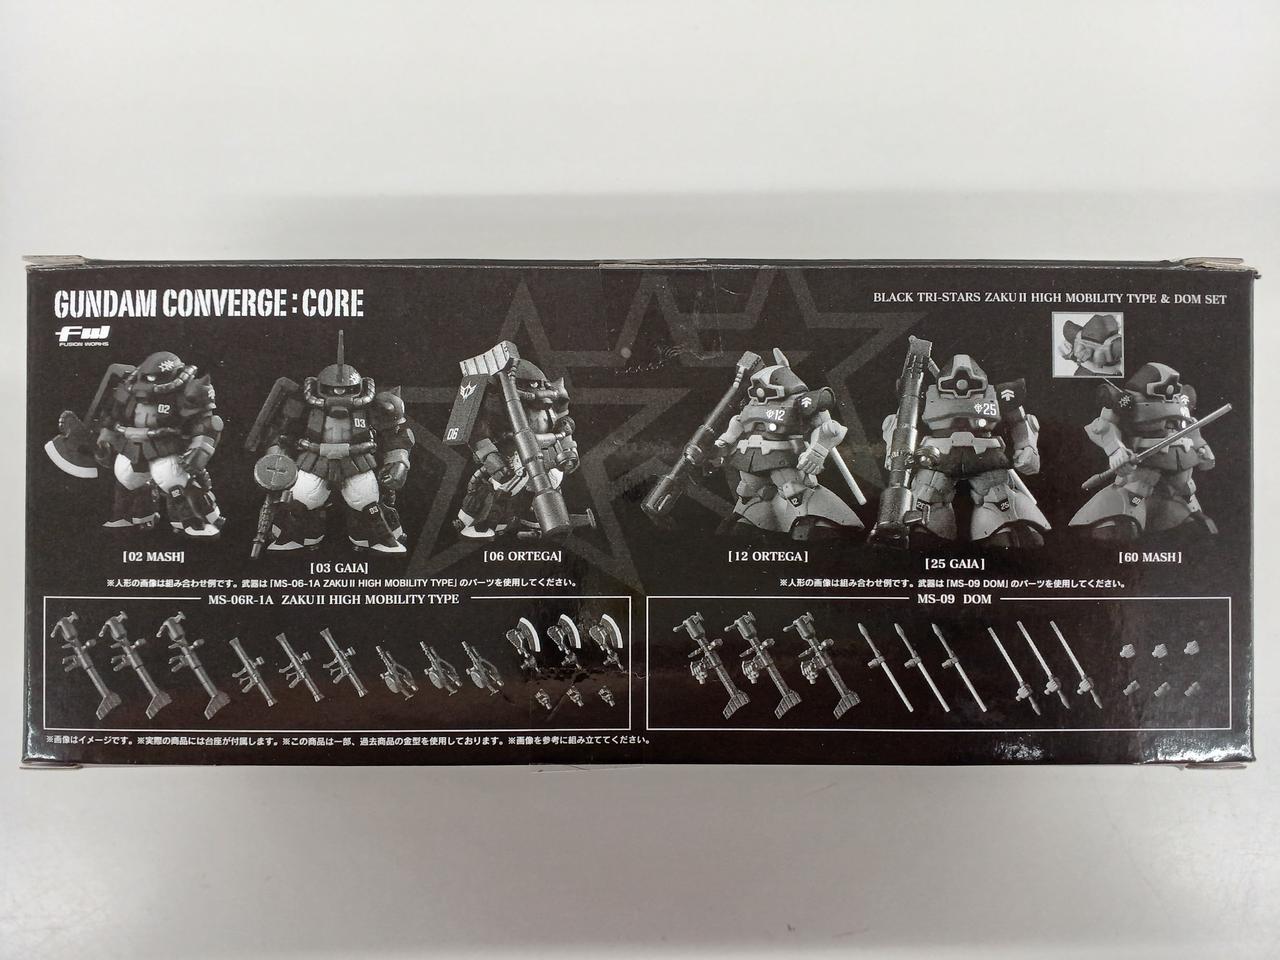 GUNDAM CONVERGE:CORE
FW
FUSION WORKS
BLACK TRI-STARS ZAKU II HIGH MOBILITY TYPE & DOM SET
02
03
06
12
25
[02 MASH]
[03 GAIA]
[06 ORTEGA]
[12 ORTEGA]
[25 GAIA]
[60 MASH]
※人形の画像は組み合わせ例です。武器は「MS-06-1A ZAKU II HIGH MOBILITY TYPE」のパーツを使用してください。
※人形の画像は組み合わせ例です。武器は「MS-09 DOM」のパーツを使用してください。
MS-06R-1A ZAKU II HIGH MOBILITY TYPE
MS-09 DOM
※画像はイメージです。※実際の商品には台座が付属します。※この商品は一部、過去商品の金型を使用しております。※画像を参考に組み立ててください。